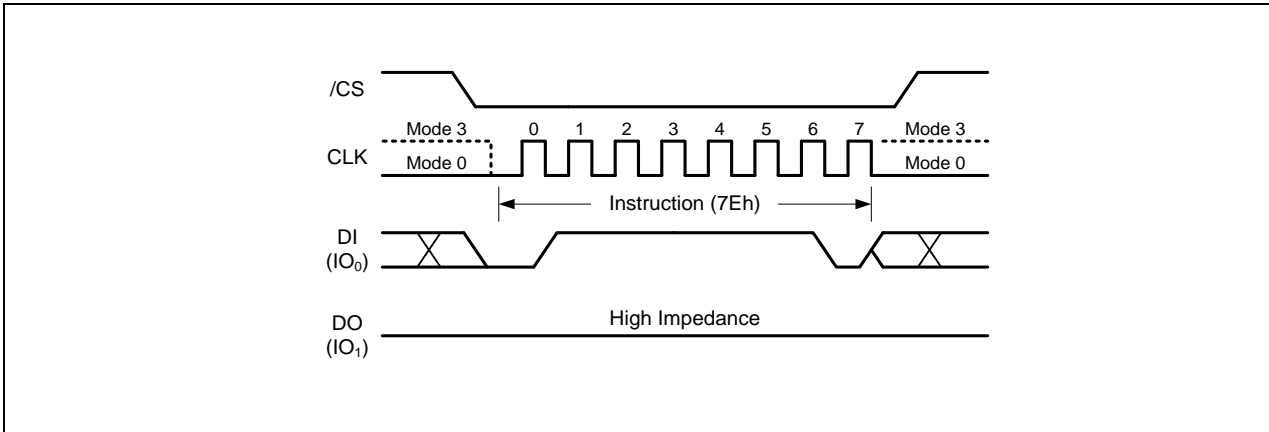 /CS
Mode 3 0 1 2 3 4 5 6 7 Mode 3
CLK
Mode 0 Mode 0
Instruction (7Eh)
DI
(IO₀)
High Impedance
DO
(IO₁)